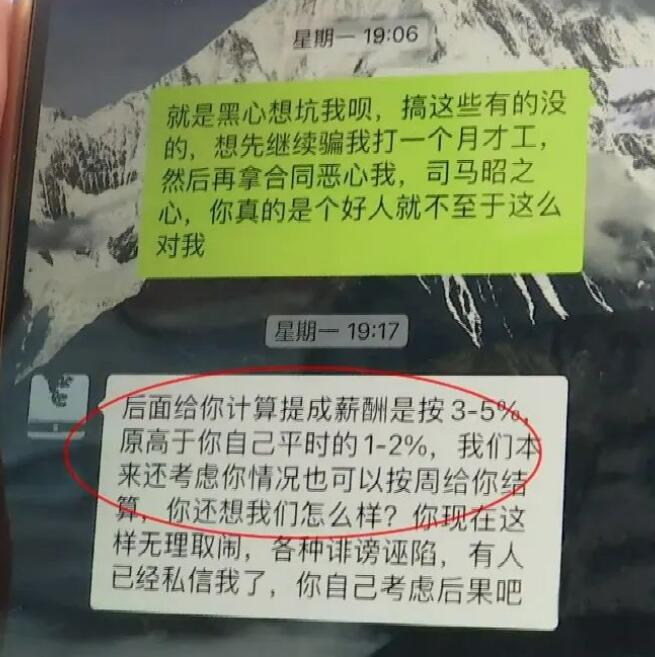 星期一 19:06
就是黑心想坑我呗，搞这些有的没
的，想先继续骗我打一个月才工，
然后再拿合同恶心我，司马昭之
心，你真的是个好人就不至于这么
对我
星期一 19:17
后面给你计算提成薪酬是按3-5%，
原高于你自己平时的1-2%，我们本
来还考虑你情况也可以按周给你结
算，你还想我们怎么样？你现在这
样无理取闹，各种诽谤诬陷，有人
已经私信我了，你自己考虑后果吧